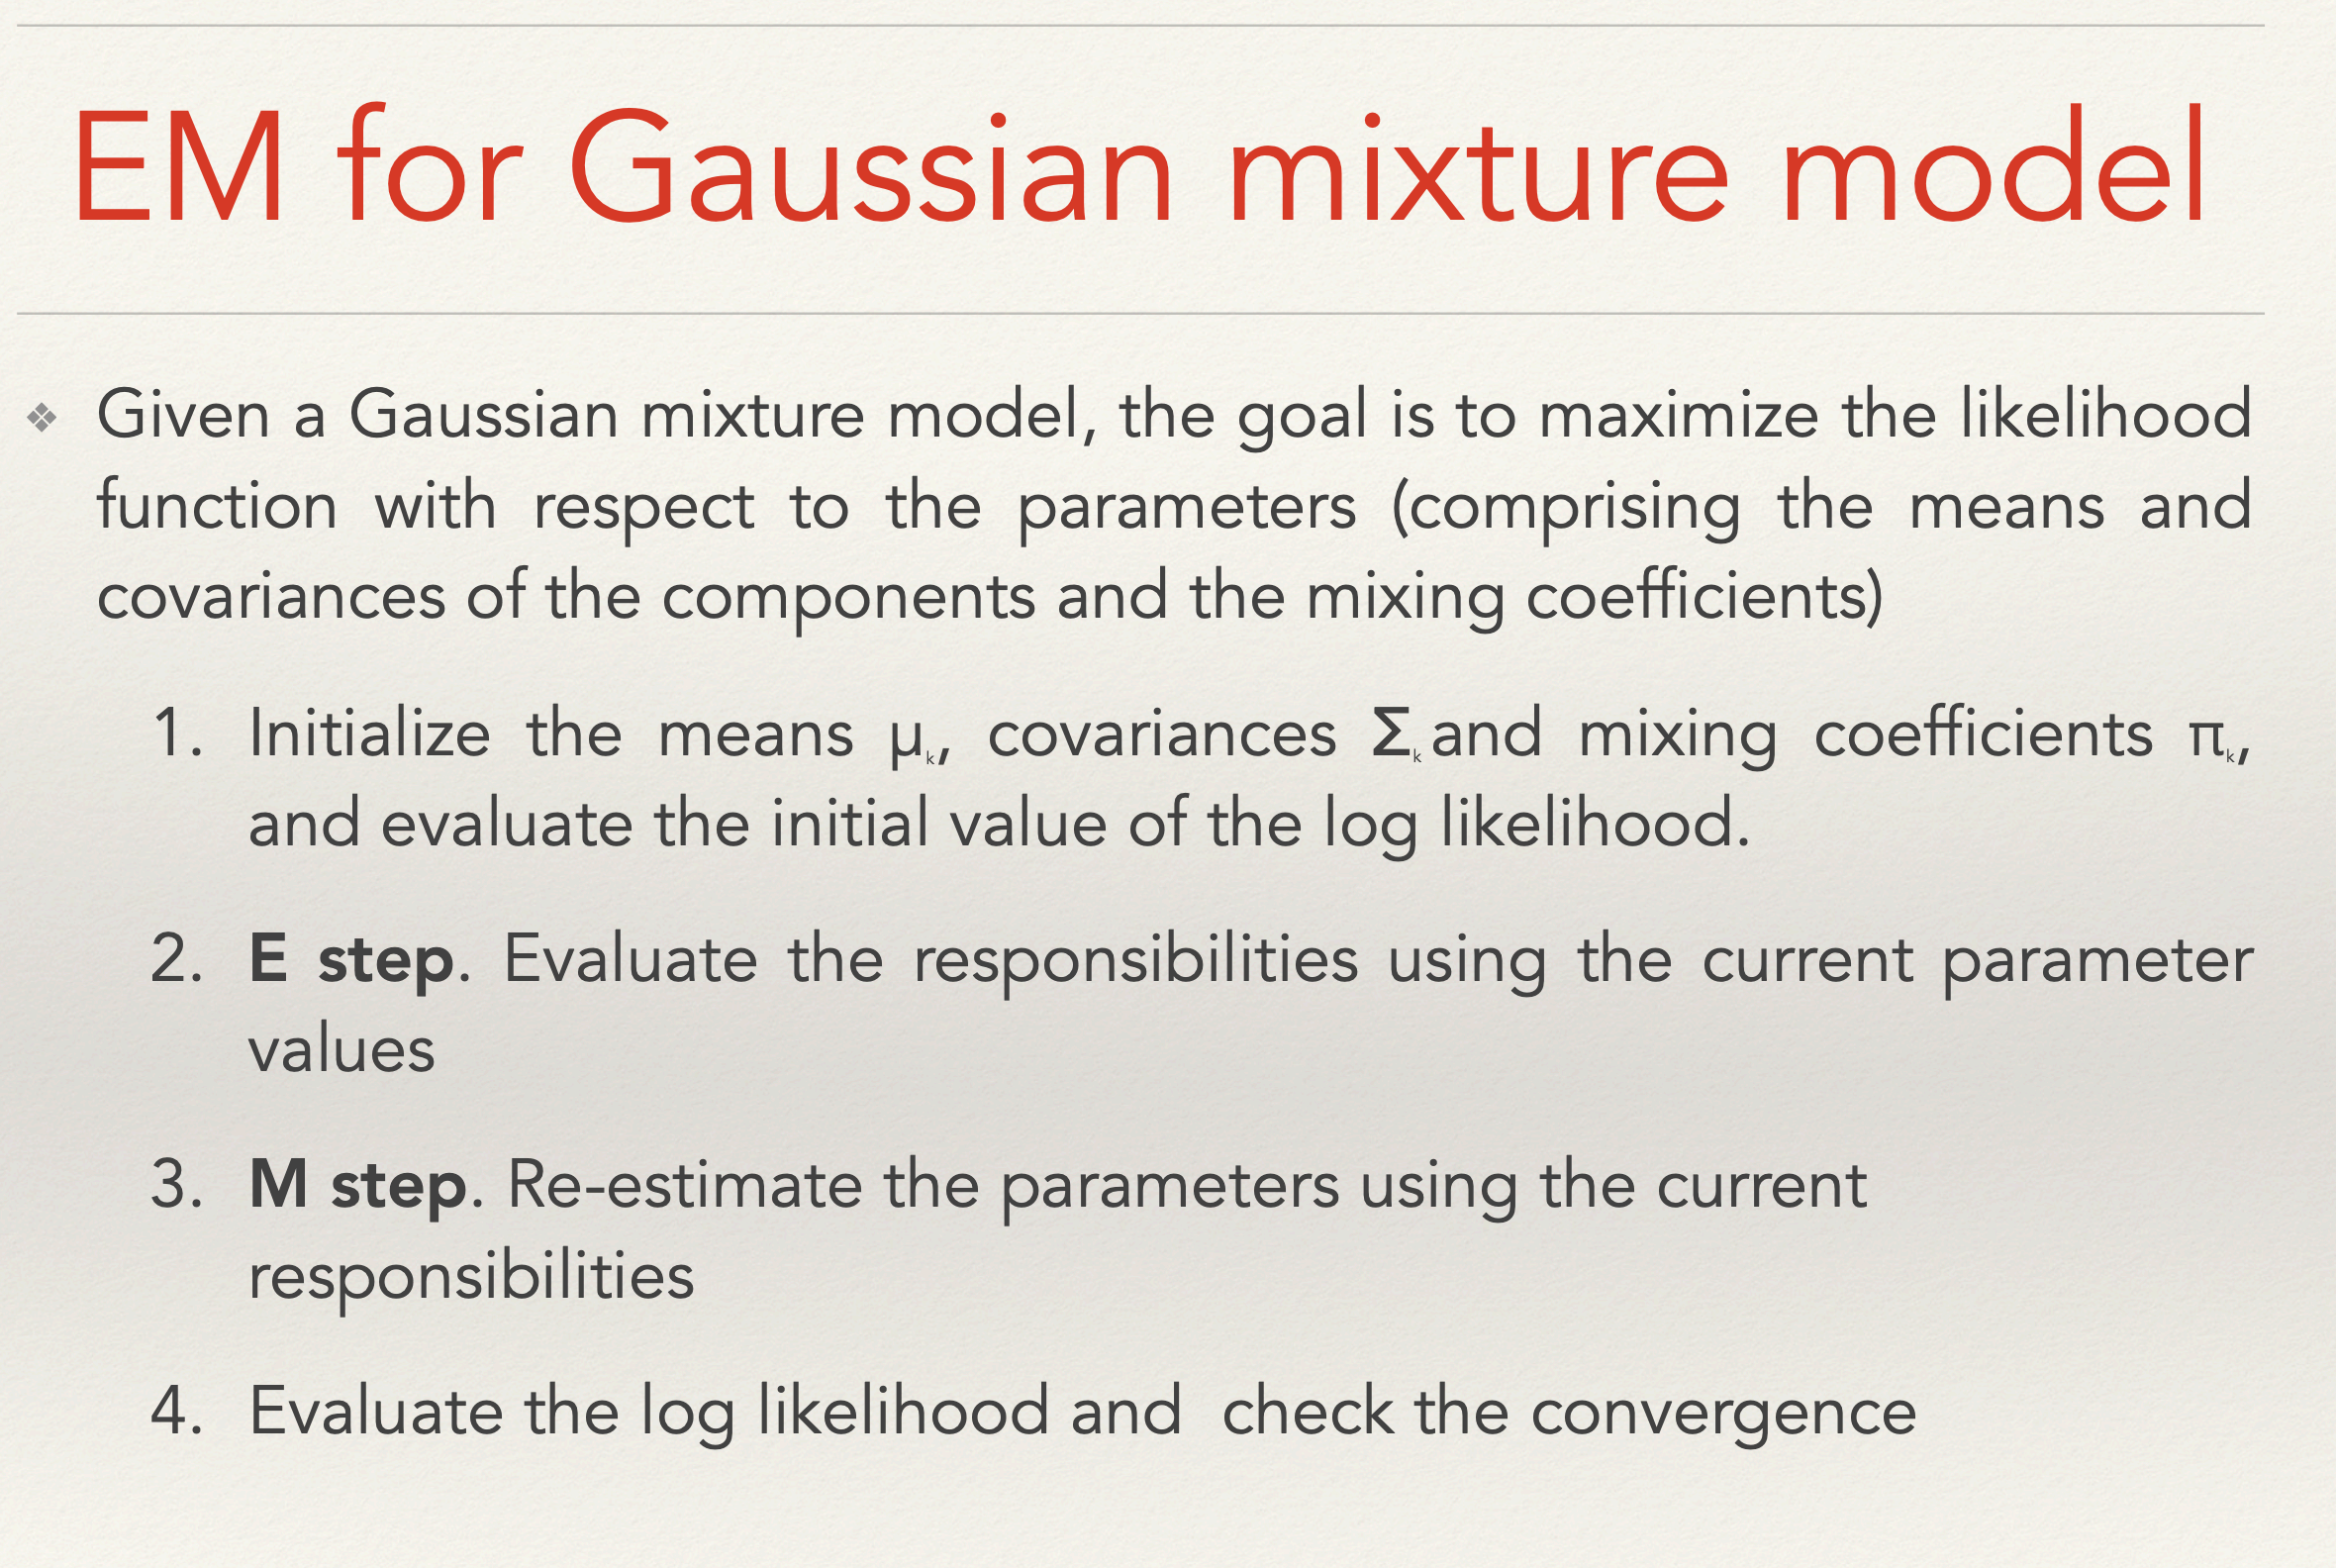 EM for Gaussian mixture model
❖ Given a Gaussian mixture model, the goal is to maximize the likelihood
function with respect to the parameters (comprising the means and
covariances of the components and the mixing coefficients)
1. Initialize the means μₖ, covariances Σₖ and mixing coefficients πₖ,
and evaluate the initial value of the log likelihood.
2. E step. Evaluate the responsibilities using the current parameter
values
3. M step. Re-estimate the parameters using the current
responsibilities
4. Evaluate the log likelihood and  check the convergence